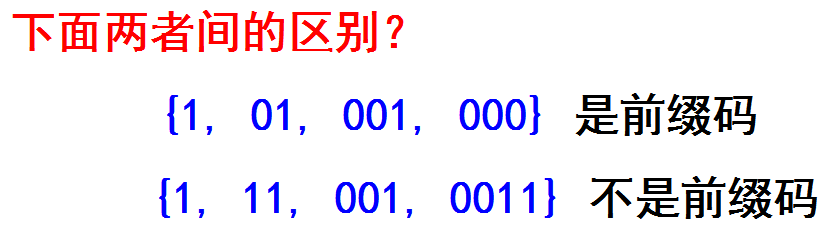 下面两者间的区别？
{1, 01, 001, 000} 是前缀码
{1, 11, 001, 0011} 不是前缀码